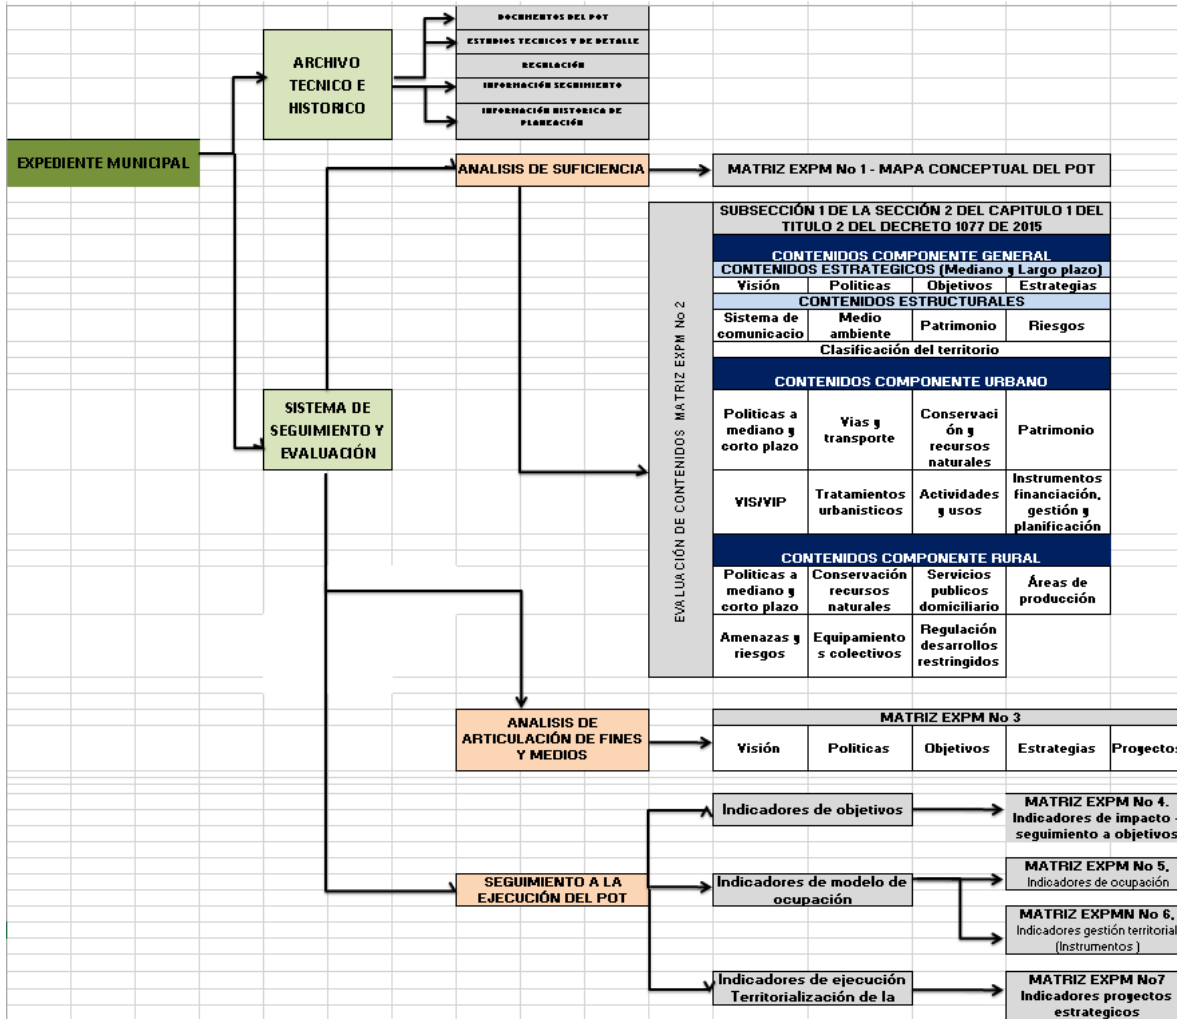 DOCUMENTOS DEL POT
ESTUDIOS TECNICOS Y DE DETALLE
REGULACIÓN
INFORMACIÓN SEGUIMIENTO
INFORMACIÓN HISTORICA DE
PLANEACIÓN
ARCHIVO
TECNICO E
HISTORICO
EXPEDIENTE MUNICIPAL
ANALISIS DE SUFICIENCIA
MATRIZ EXPM No 1 - MAPA CONCEPTUAL DEL POT
EVALUACIÓN DE CONTENIDOS MATRIZ EXPM No 2
SUBSECCIÓN 1 DE LA SECCIÓN 2 DEL CAPITULO 1 DEL
TITULO 2 DEL DECRETO 1077 DE 2015
CONTENIDOS COMPONENTE GENERAL
CONTENIDOS ESTRATEGICOS (Mediano y Largo plazo)
Visión Politicas Objetivos Estrategias
CONTENIDOS ESTRUCTURALES
Sistema de
comunicacio
Medio
ambiente
Patrimonio
Riesgos
Clasificación del territorio
CONTENIDOS COMPONENTE URBANO
Politicas a
mediano y
corto plazo
Vias y
transporte
Conservaci
ón y
recursos
naturales
Patrimonio
VIS/VIP
Tratamientos
urbanisticos
Actividades
y usos
Instrumentos
financiación,
gestión y
planificación
CONTENIDOS COMPONENTE RURAL
Politicas a
mediano y
corto plazo
Conservación
recursos
naturales
Servicios
publicos
domiciliario
Áreas de
producción
Amenazas y
riesgos
Equipamiento
s colectivos
Regulación
desarrollos
restringidos
SISTEMA DE
SEGUIMIENTO Y
EVALUACIÓN
ANALISIS DE
ARTICULACIÓN DE FINES
Y MEDIOS
MATRIZ EXPM No 3
Visión Politicas Objetivos Estrategias Proyectos
SEGUIMIENTO A LA
EJECUCIÓN DEL POT
Indicadores de objetivos
MATRIZ EXPM No 4.
Indicadores de impacto -
seguimiento a objetivos
Indicadores de modelo de
ocupación
MATRIZ EXPM No 5,
Indicadores de ocupación
MATRIZ EXPMN No 6,
Indicadores gestión territorial
(Instrumentos )
Indicadores de ejecución
Territorialización de la
MATRIZ EXPM No7
Indicadores proyectos
estrategicos